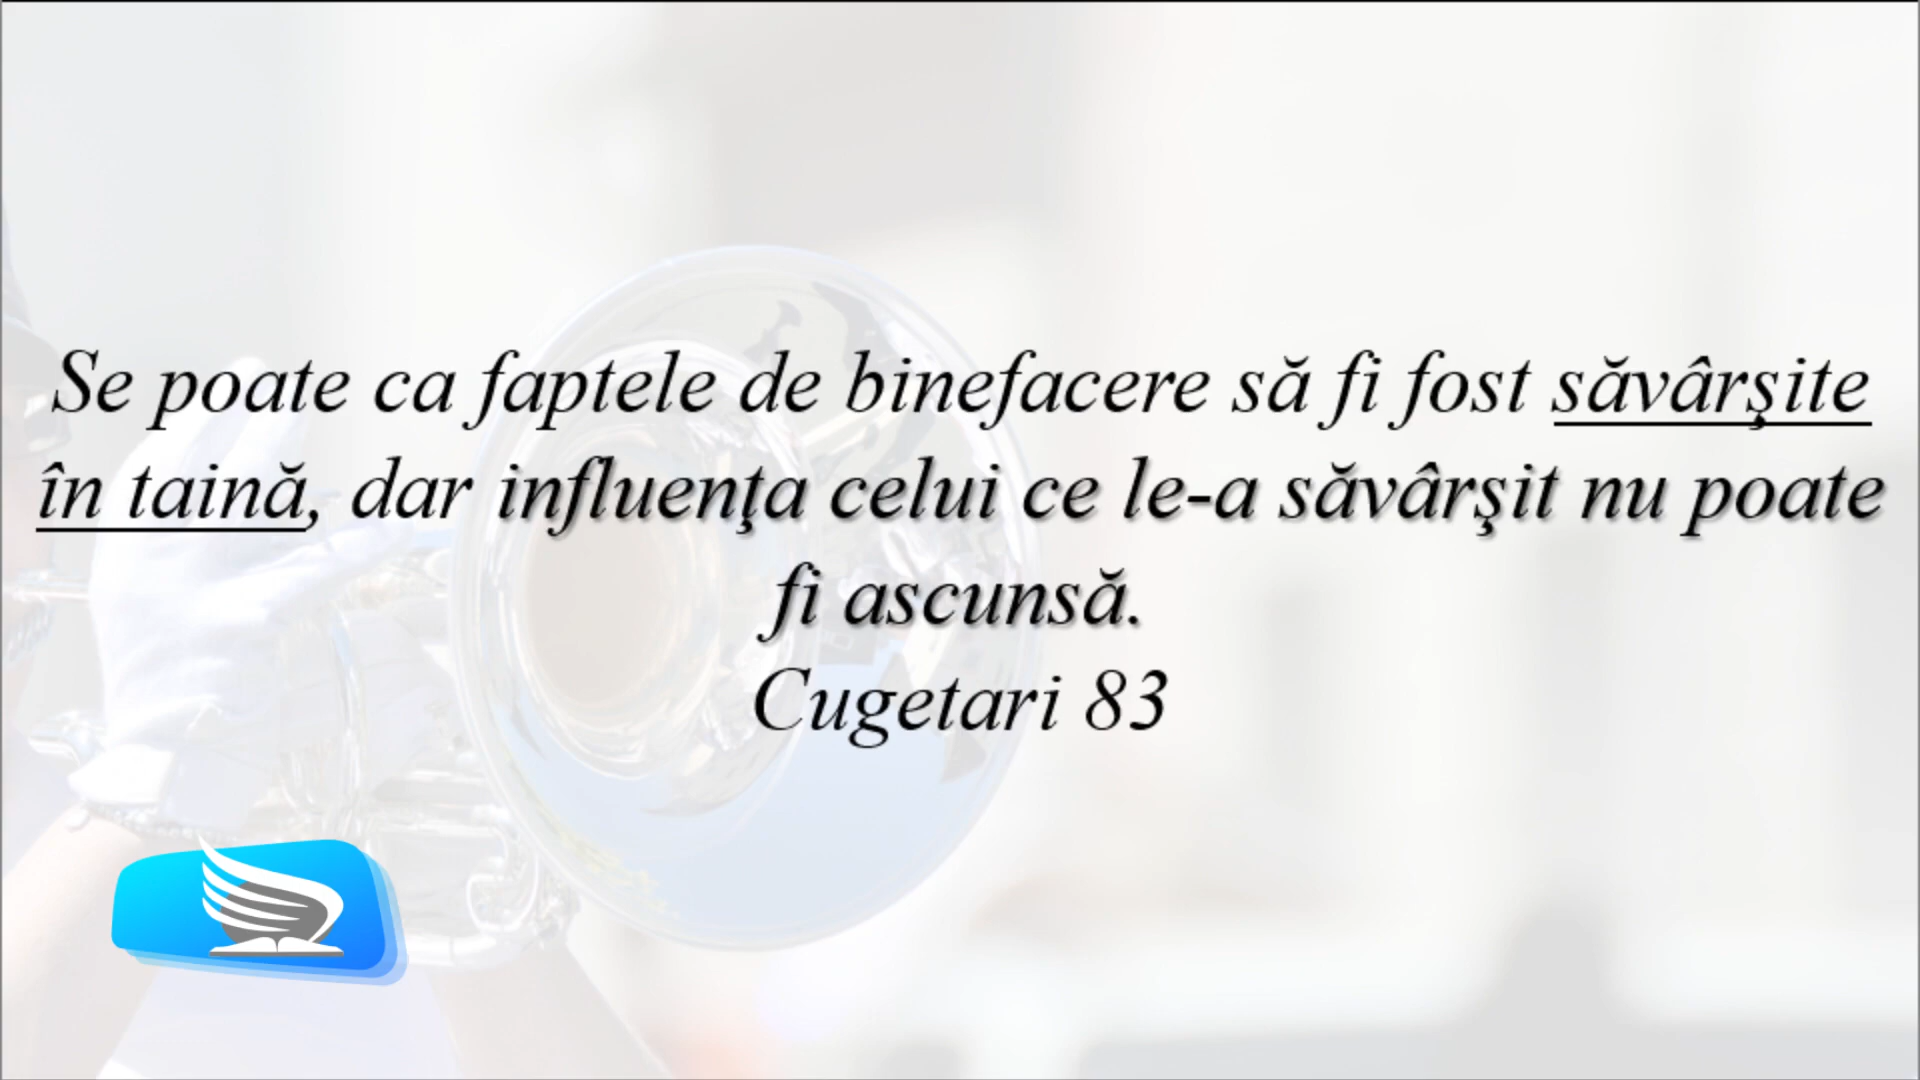 Se poate ca faptele de binefacere să fi fost săvârşite
în taină, dar influenţa celui ce le-a săvârşit nu poate
fi ascunsă.
Cugetari 83